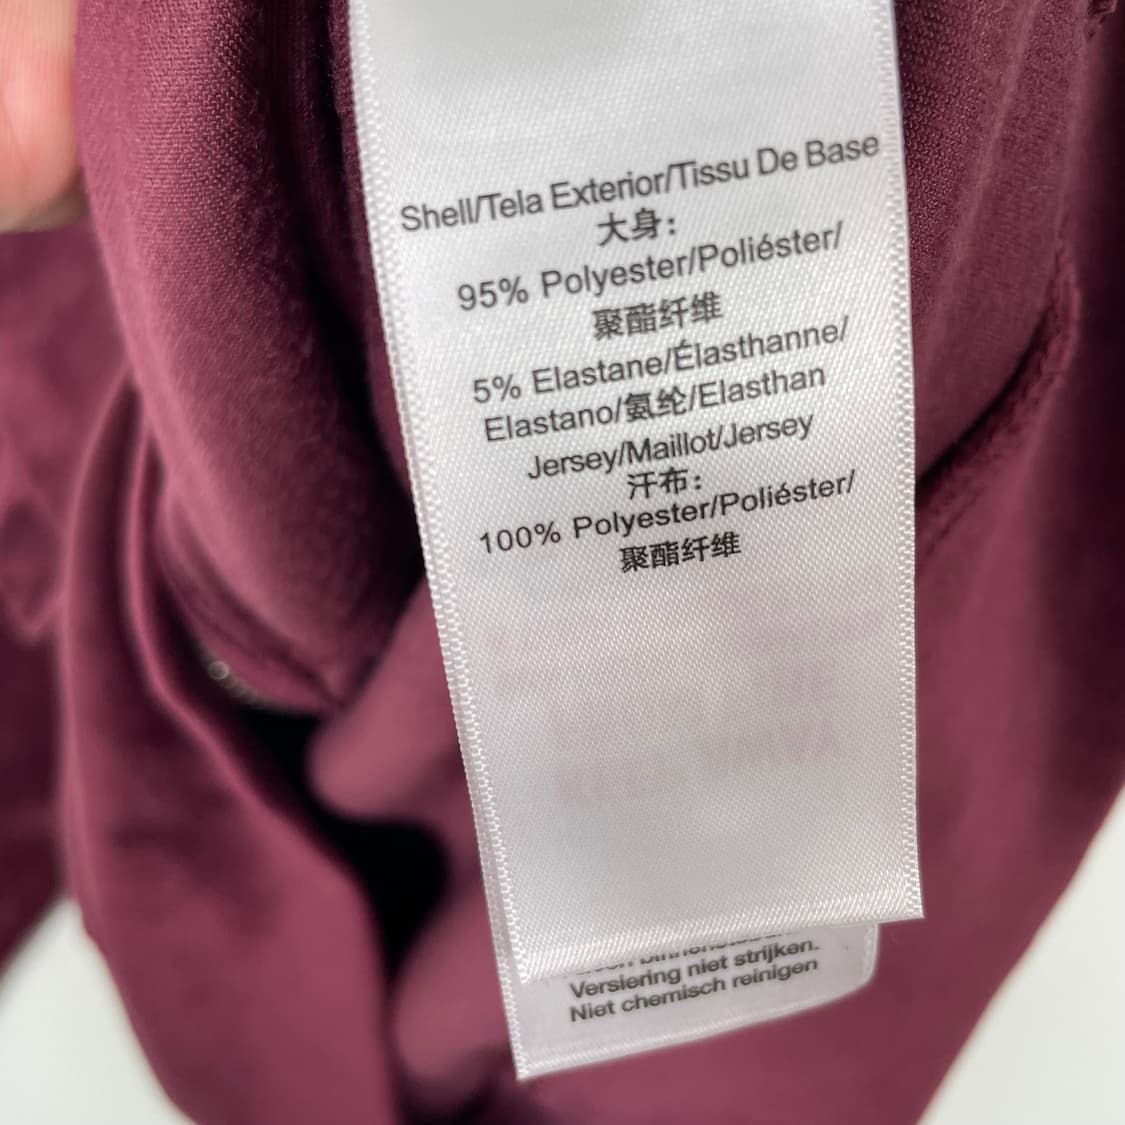 Shell/Tela Exterior/Tissu De Base
大身:
95% Polyester/Poliéster/
聚酯纤维
5% Elastane/Élasthanne/
Elastano/氨纶/Elasthan
Jersey/Maillot/Jersey
汗布:
100% Polyester/Poliéster/
聚酯纤维
Versiering niet strijken.
Niet chemisch reinigen